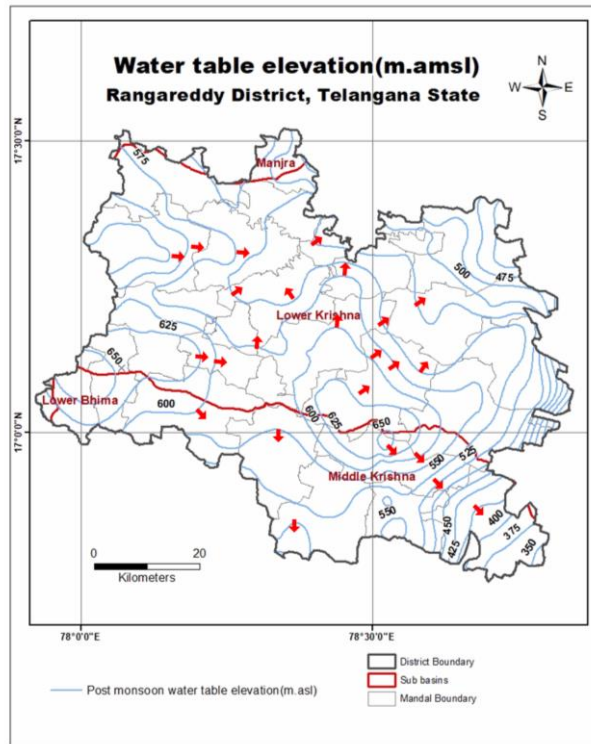 Water table elevation(m.amsl)
Rangareddy District, Telangana State
N
W
E
S
17°30'0"N
575
Manjra
500
475
Lower Krishna
625
650
Lower Bhima
600
600
625
650
17°0'0"N
550
520
Middle Krishna
550
450
425
400
375
350
0
20
Kilometers
78°0'0"E
78°30'0"E
Post monsoon water table elevation(m.asl)
District Boundary
Sub basins
Mandal Boundary